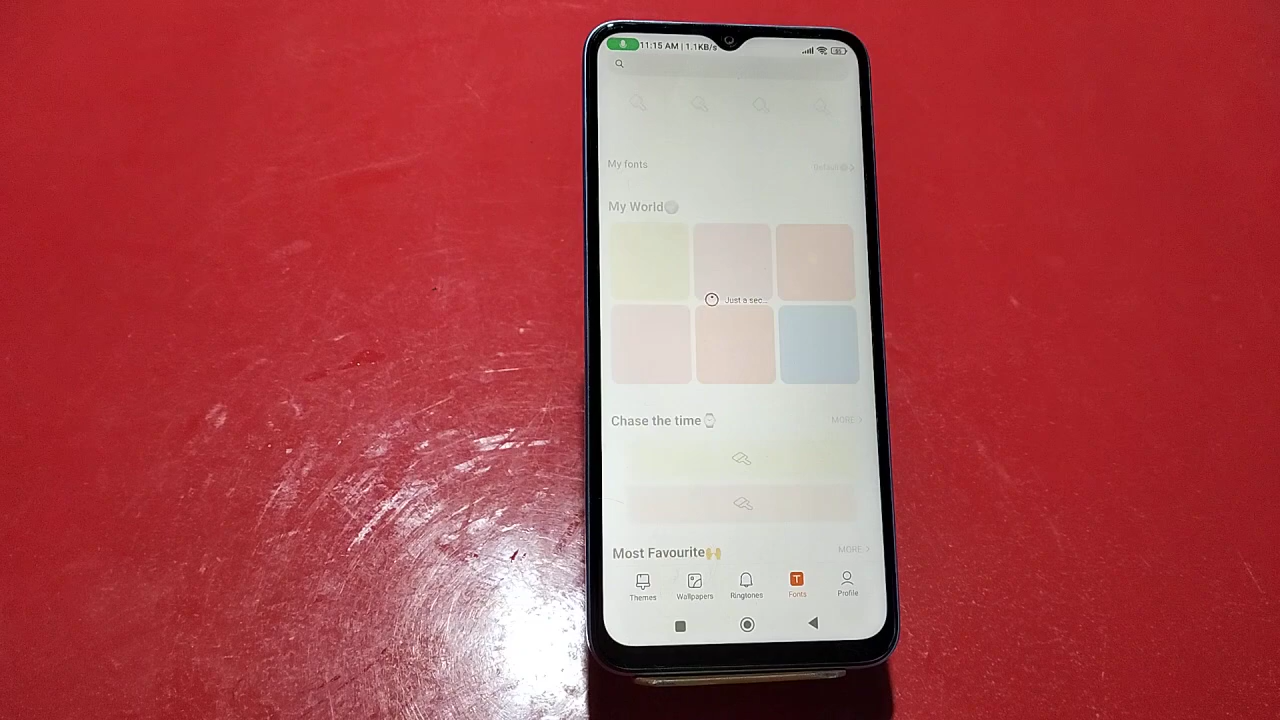 11:15 AM | 1.1KB/s
My fonts
Default
My World
Just a sec...
Chase the time
MORE
Most Favourite
MORE
Themes
Wallpapers
Ringtones
Fonts
Profile